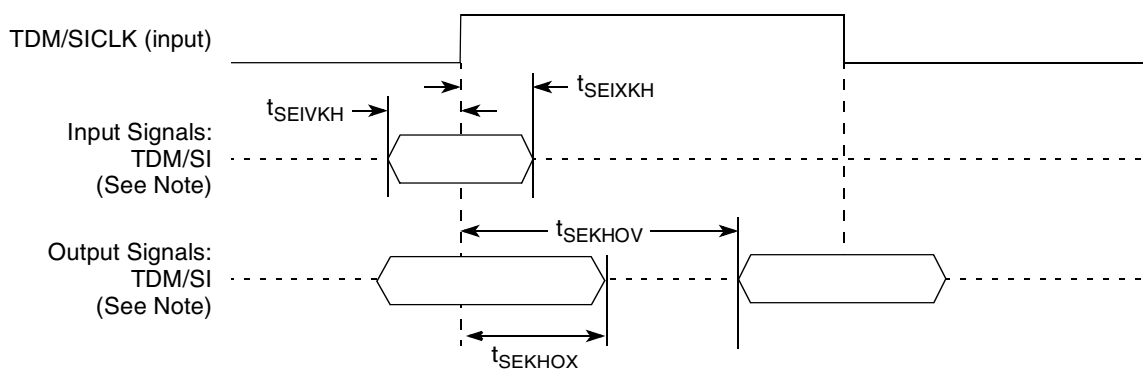 TDM/SICLK (input)
tSEIXKH
tSEIVKH
Input Signals:
TDM/SI
(See Note)
tSEKHOV
Output Signals:
TDM/SI
(See Note)
tSEKHOX